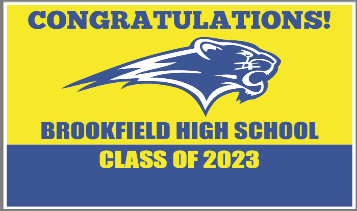 CONGRATULATIONS!
BROOKFIELD HIGH SCHOOL
CLASS OF 2023